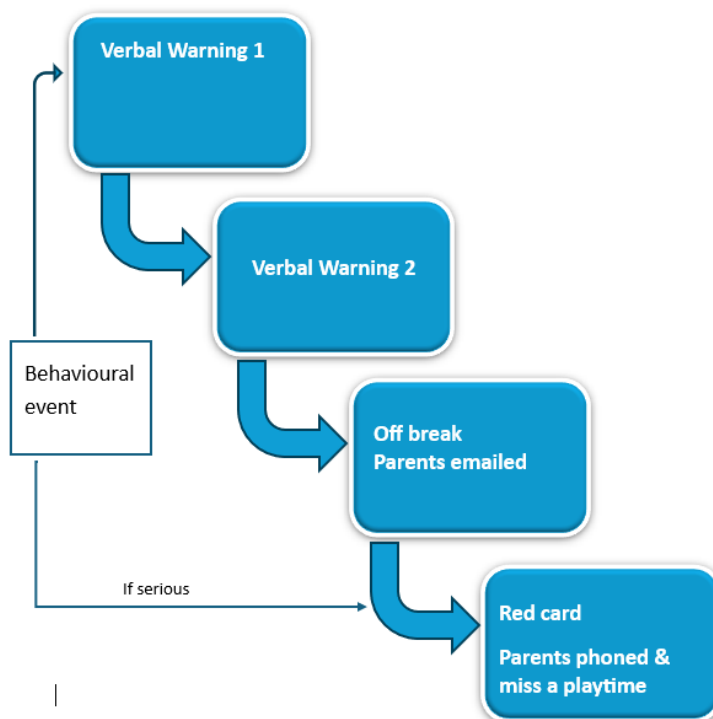 Verbal Warning 1
Verbal Warning 2
Behavioural
event
Off break
Parents emailed
If serious
Red card
Parents phoned &
miss a playtime